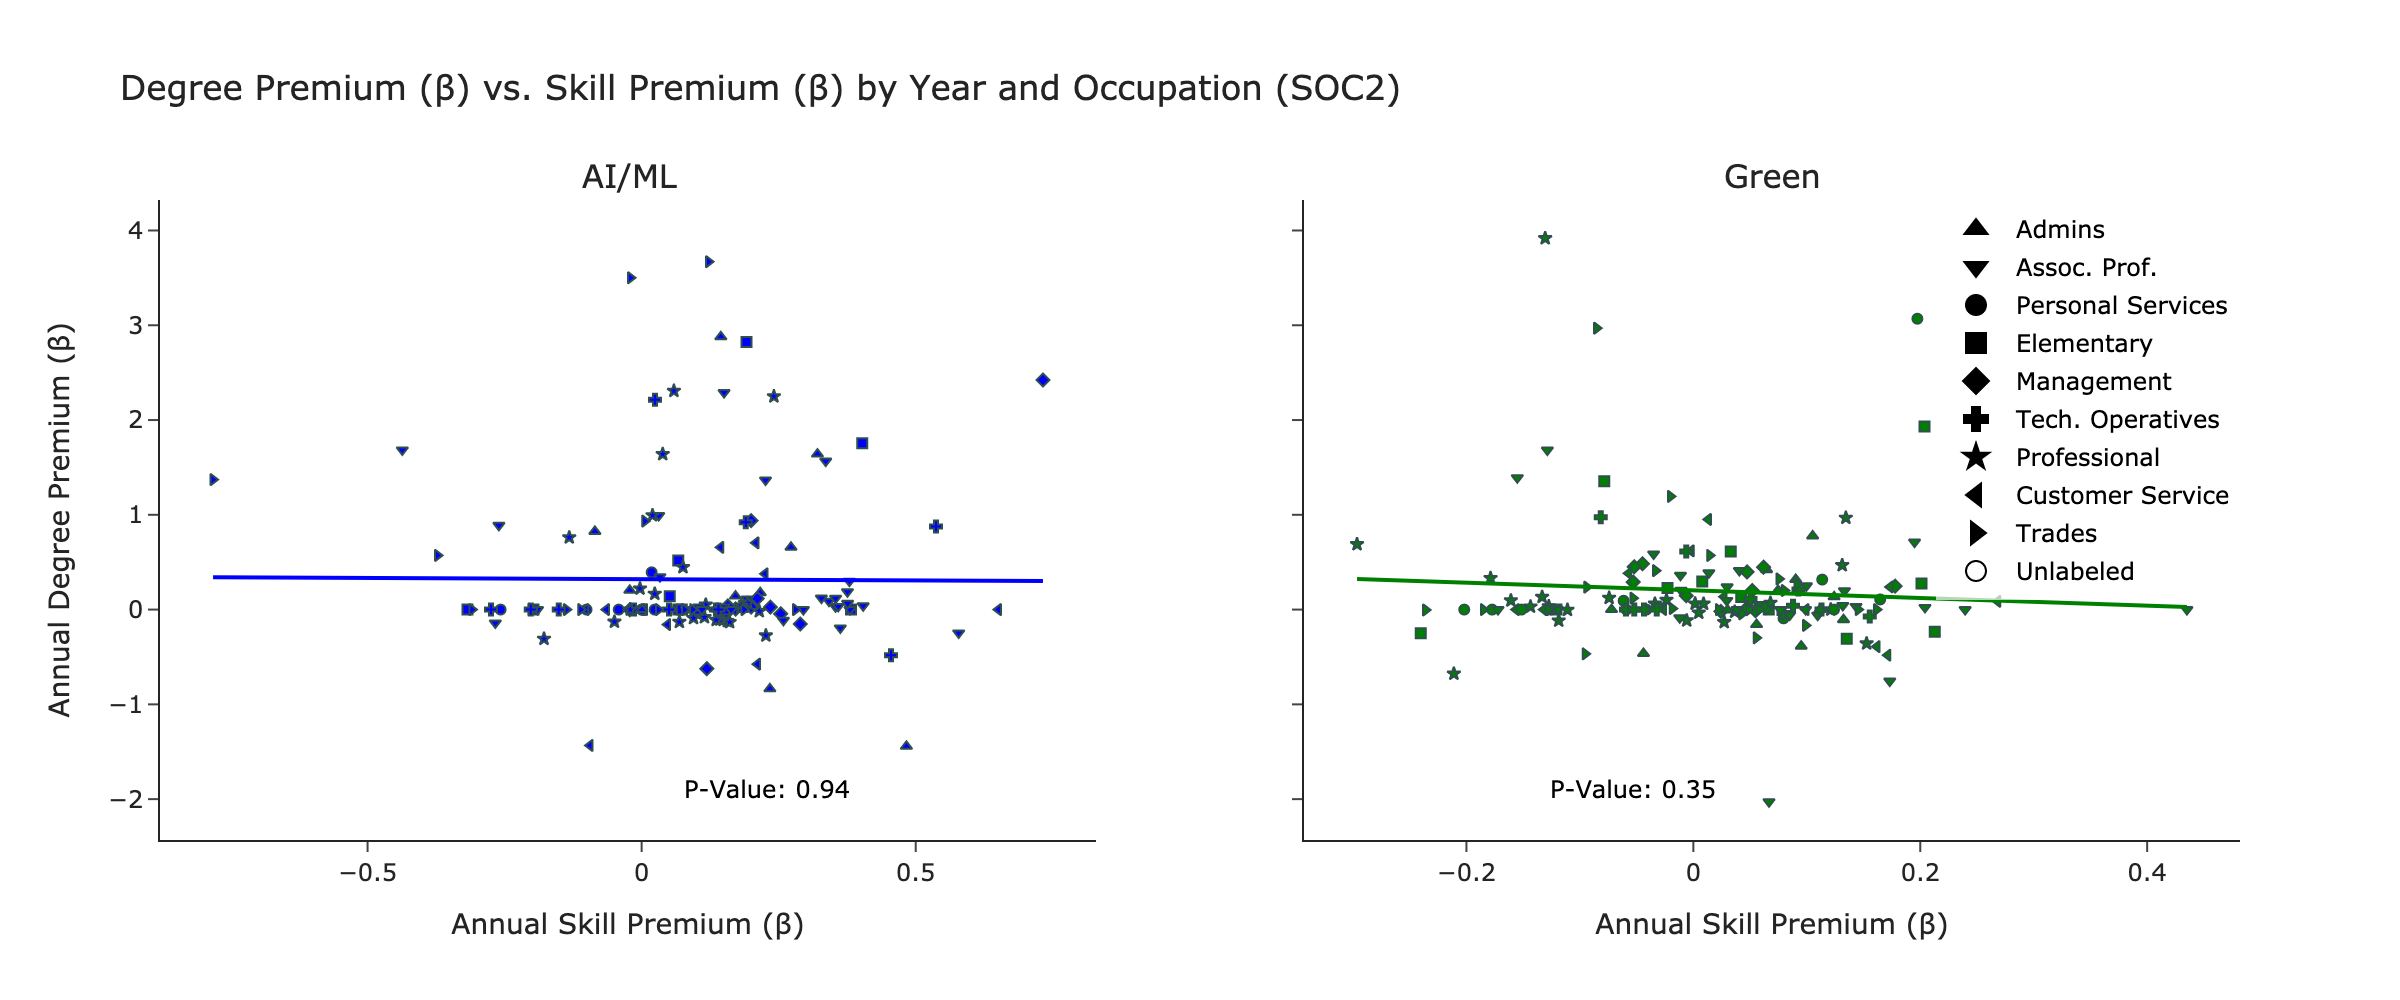 Degree Premium (β) vs. Skill Premium (β) by Year and Occupation (SOC2)
AI/ML
Annual Degree Premium (β)
4
3
2
1
0
−1
−2
P-Value: 0.94
−0.5
0
0.5
Annual Skill Premium (β)
Green
Admins
Assoc. Prof.
Personal Services
Elementary
Management
Tech. Operatives
Professional
Customer Service
Trades
Unlabeled
P-Value: 0.35
−0.2
0
0.2
0.4
Annual Skill Premium (β)